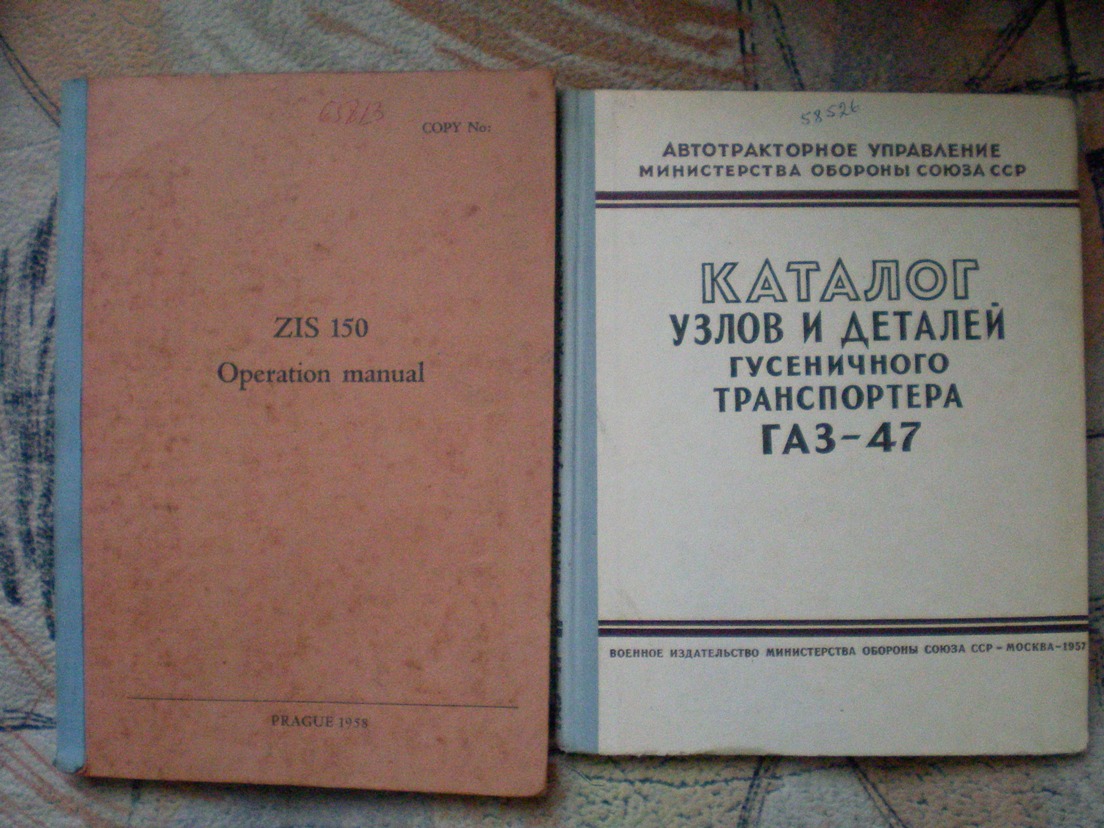 65813
COPY No:
ZIS 150
Operation manual
PRAGUE 1958
58526
АВТОТРАКТОРНОЕ УПРАВЛЕНИЕ
МИНИСТЕРСТВА ОБОРОНЫ СОЮЗА ССР
КАТАЛОГ
УЗЛОВ И ДЕТАЛЕЙ
ГУСЕНИЧНОГО
ТРАНСПОРТЕРА
ГАЗ-47
ВОЕННОЕ ИЗДАТЕЛЬСТВО МИНИСТЕРСТВА ОБОРОНЫ СОЮЗА ССР - МОСКВА - 1957